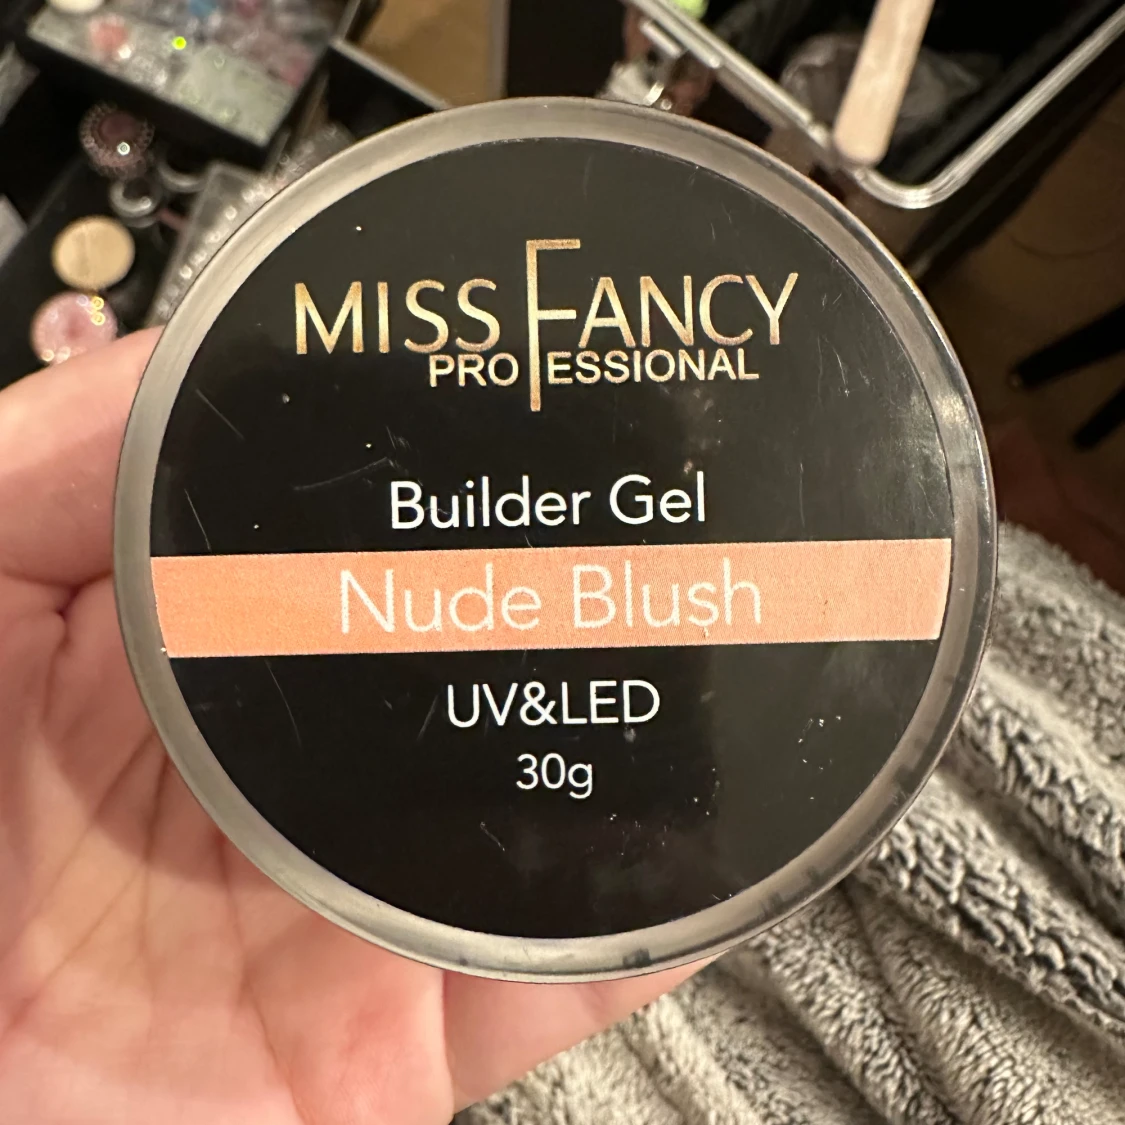 MISS FANCY
PROFESSIONAL
Builder Gel
Nude Blush
UV&LED
30g